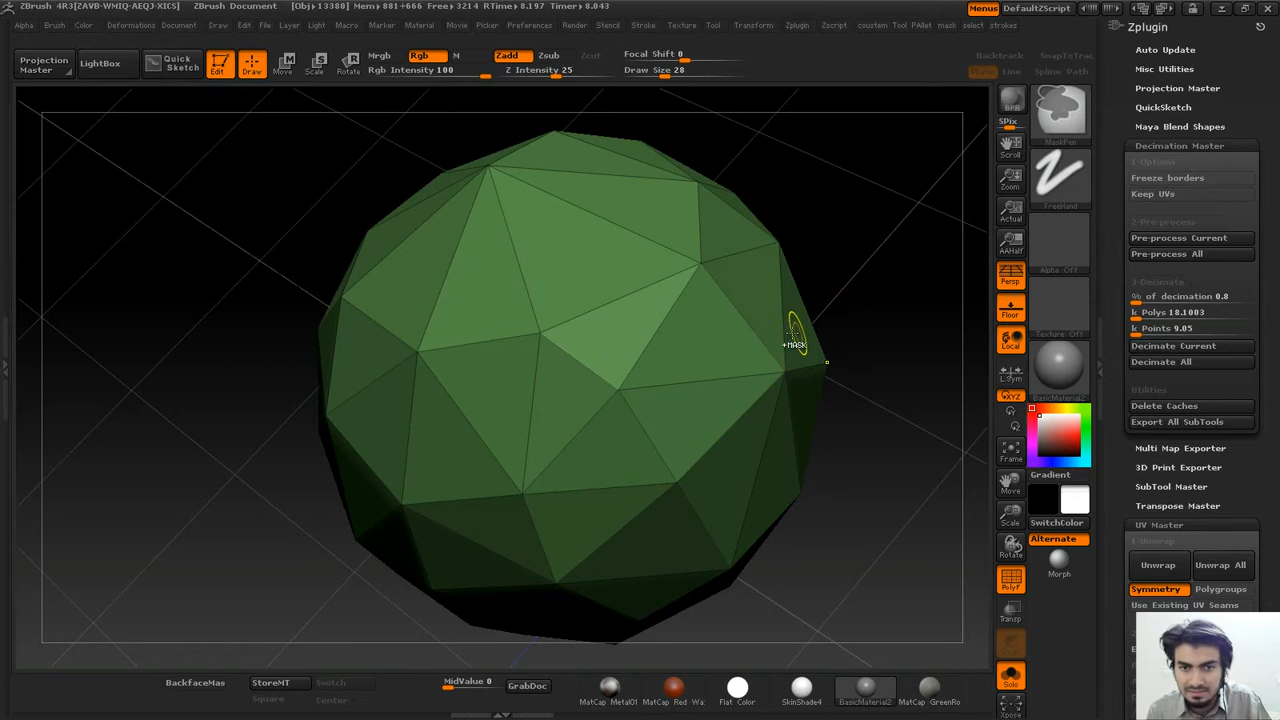 ZBrush 4R3[ZAVB-WMIQ-AEQJ-XICS] ZBrush Document [Obj+13380] Mem+881+666 Free+3214 RTime+8.197 Timer+8.043 Menus DefaultZScript
Alpha Brush Color Deformations Document Draw Edit File Layer Light Macro Marker Material Movie Picker Preferences Render Stencil Stroke Texture Tool Transform Zplugin Zscript coustem Tool PAllet mask select strokes
Projection Master
LightBox
Quick Sketch
Edit
Draw
Move
Scale
Rotate
Mrgb Rgb M
Rgb Intensity 100
Zadd Zsub Zcut
Z Intensity 25
Focal Shift 0
Draw Size 28
Backtrack SnapToTrac
Line
Spline Path
+MASK
BPR
SPix
Scroll
Zoom
Actual
AAHalf
Persp
Floor
Local
L.Sym
XYZ
Frame
Move
Scale
Rotate
PolyF
Transp
Solo
Xpose
MaskPen
FreeHand
Alpha Off
Texture Off
BasicMaterial2
Gradient
SwitchColor
Alternate
Morph
Zplugin
Auto Update
Misc Utilities
Projection Master
QuickSketch
Maya Blend Shapes
Decimation Master
1-Options
Freeze borders
Keep UVs
2-Pre-process
Pre-process Current
Pre-process All
3-Decimate
% of decimation 0.8
k Polys 18.1003
k Points 9.05
Decimate Current
Decimate All
Utilities
Delete Caches
Export All SubTools
Multi Map Exporter
3D Print Exporter
SubTool Master
Transpose Master
UV Master
1-Unwrap
Unwrap Unwrap All
Symmetry Polygroups
Use Existing UV Seams
BackfaceMas
StoreMT Switch
Square Center
MidValue 0
GrabDoc
MatCap Metal01
MatCap Red Wa:
Flat Color
SkinShade4
BasicMaterial2
MatCap GreenRo